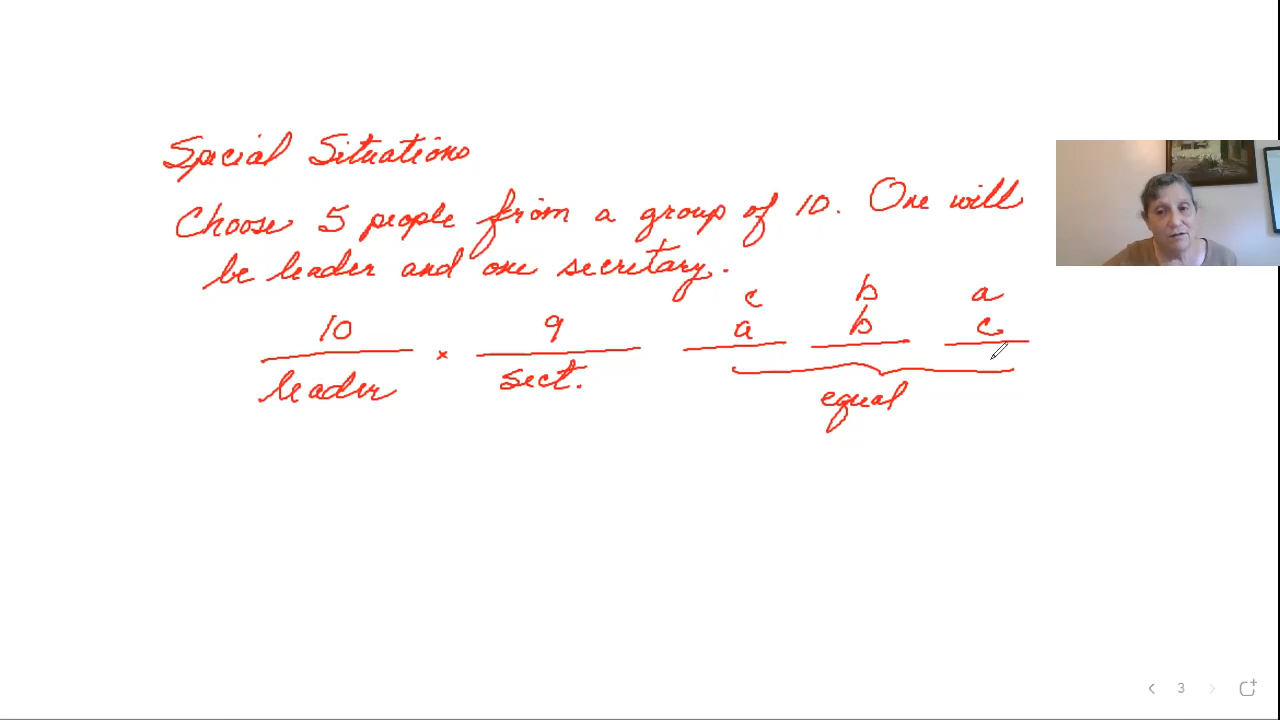 Special Situations
Choose 5 people from a group of 10. One will
be leader and one secretary.
c b a
10 × 9 a b c
leader sect.
equal
3